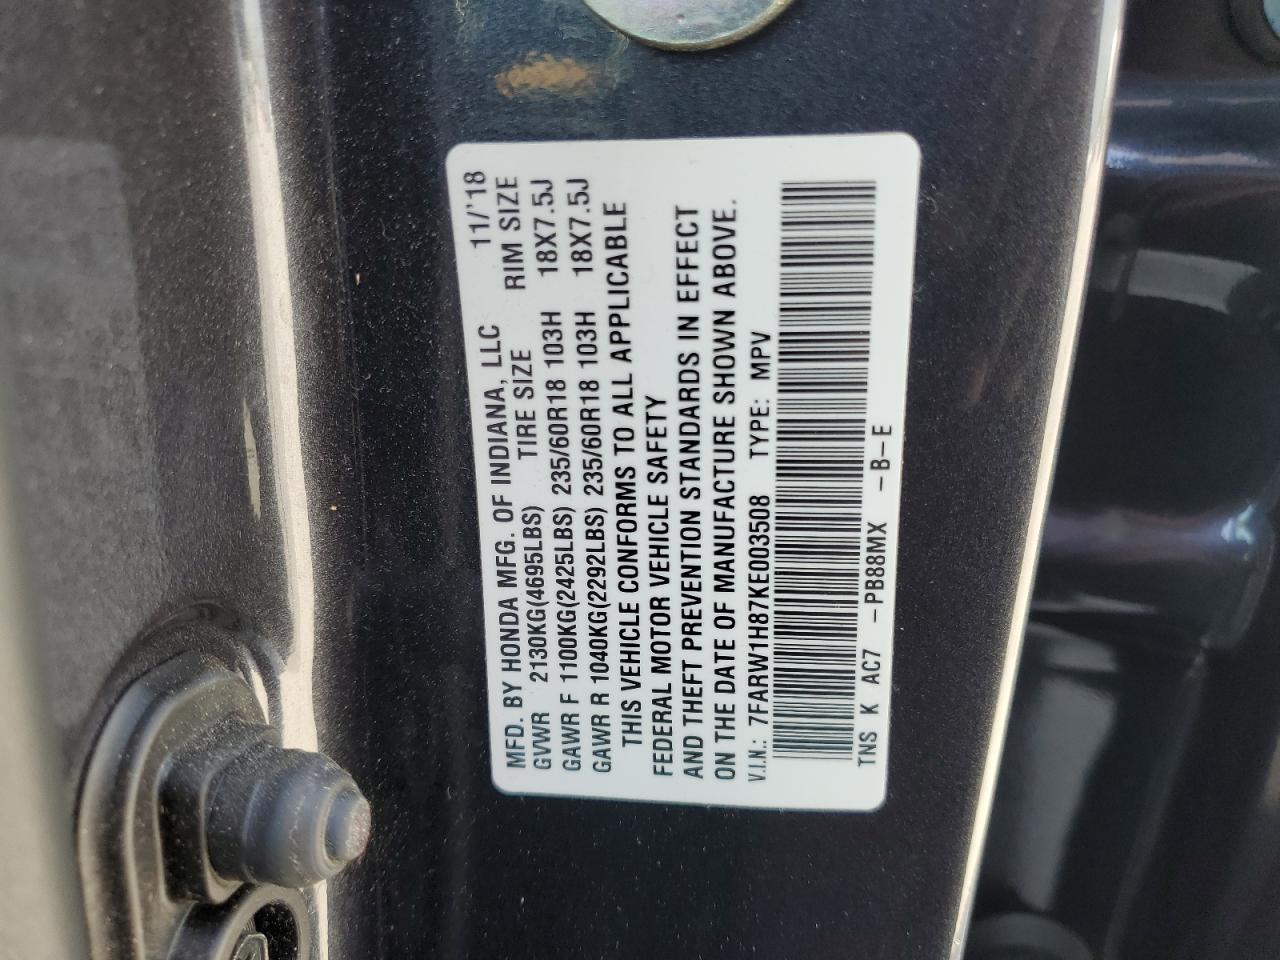 MFD. BY HONDA MFG. OF INDIANA, LLC 11/'18
GVWR 2130KG(4695LBS) TIRE SIZE RIM SIZE
GAWR F 1100KG(2425LBS) 235/60R18 103H 18X7.5J
GAWR R 1040KG(2292LBS) 235/60R18 103H 18X7.5J
THIS VEHICLE CONFORMS TO ALL APPLICABLE
FEDERAL MOTOR VEHICLE SAFETY
AND THEFT PREVENTION STANDARDS IN EFFECT
ON THE DATE OF MANUFACTURE SHOWN ABOVE.
V.I.N.: 7FARW1H87KE003508 TYPE: MPV
TNS K AC7 -PB88MX -B-E